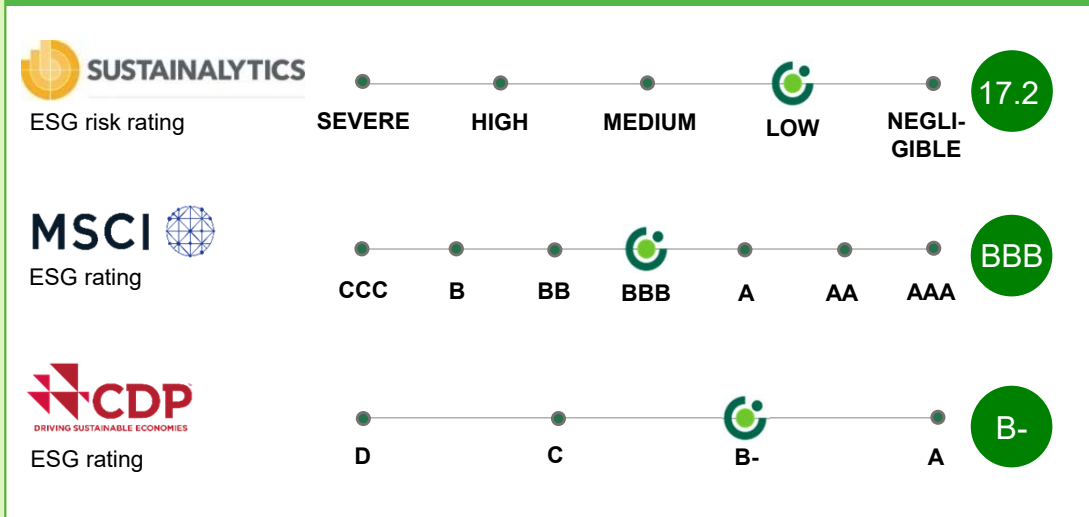 SUSTAINALYTICS
ESG risk rating
SEVERE HIGH MEDIUM LOW NEGLI-
GIBLE
17.2
MSCI
ESG rating
CCC B BB BBB A AA AAA
BBB
CDP
DRIVING SUSTAINABLE ECONOMIES
ESG rating
D C B- A
B-